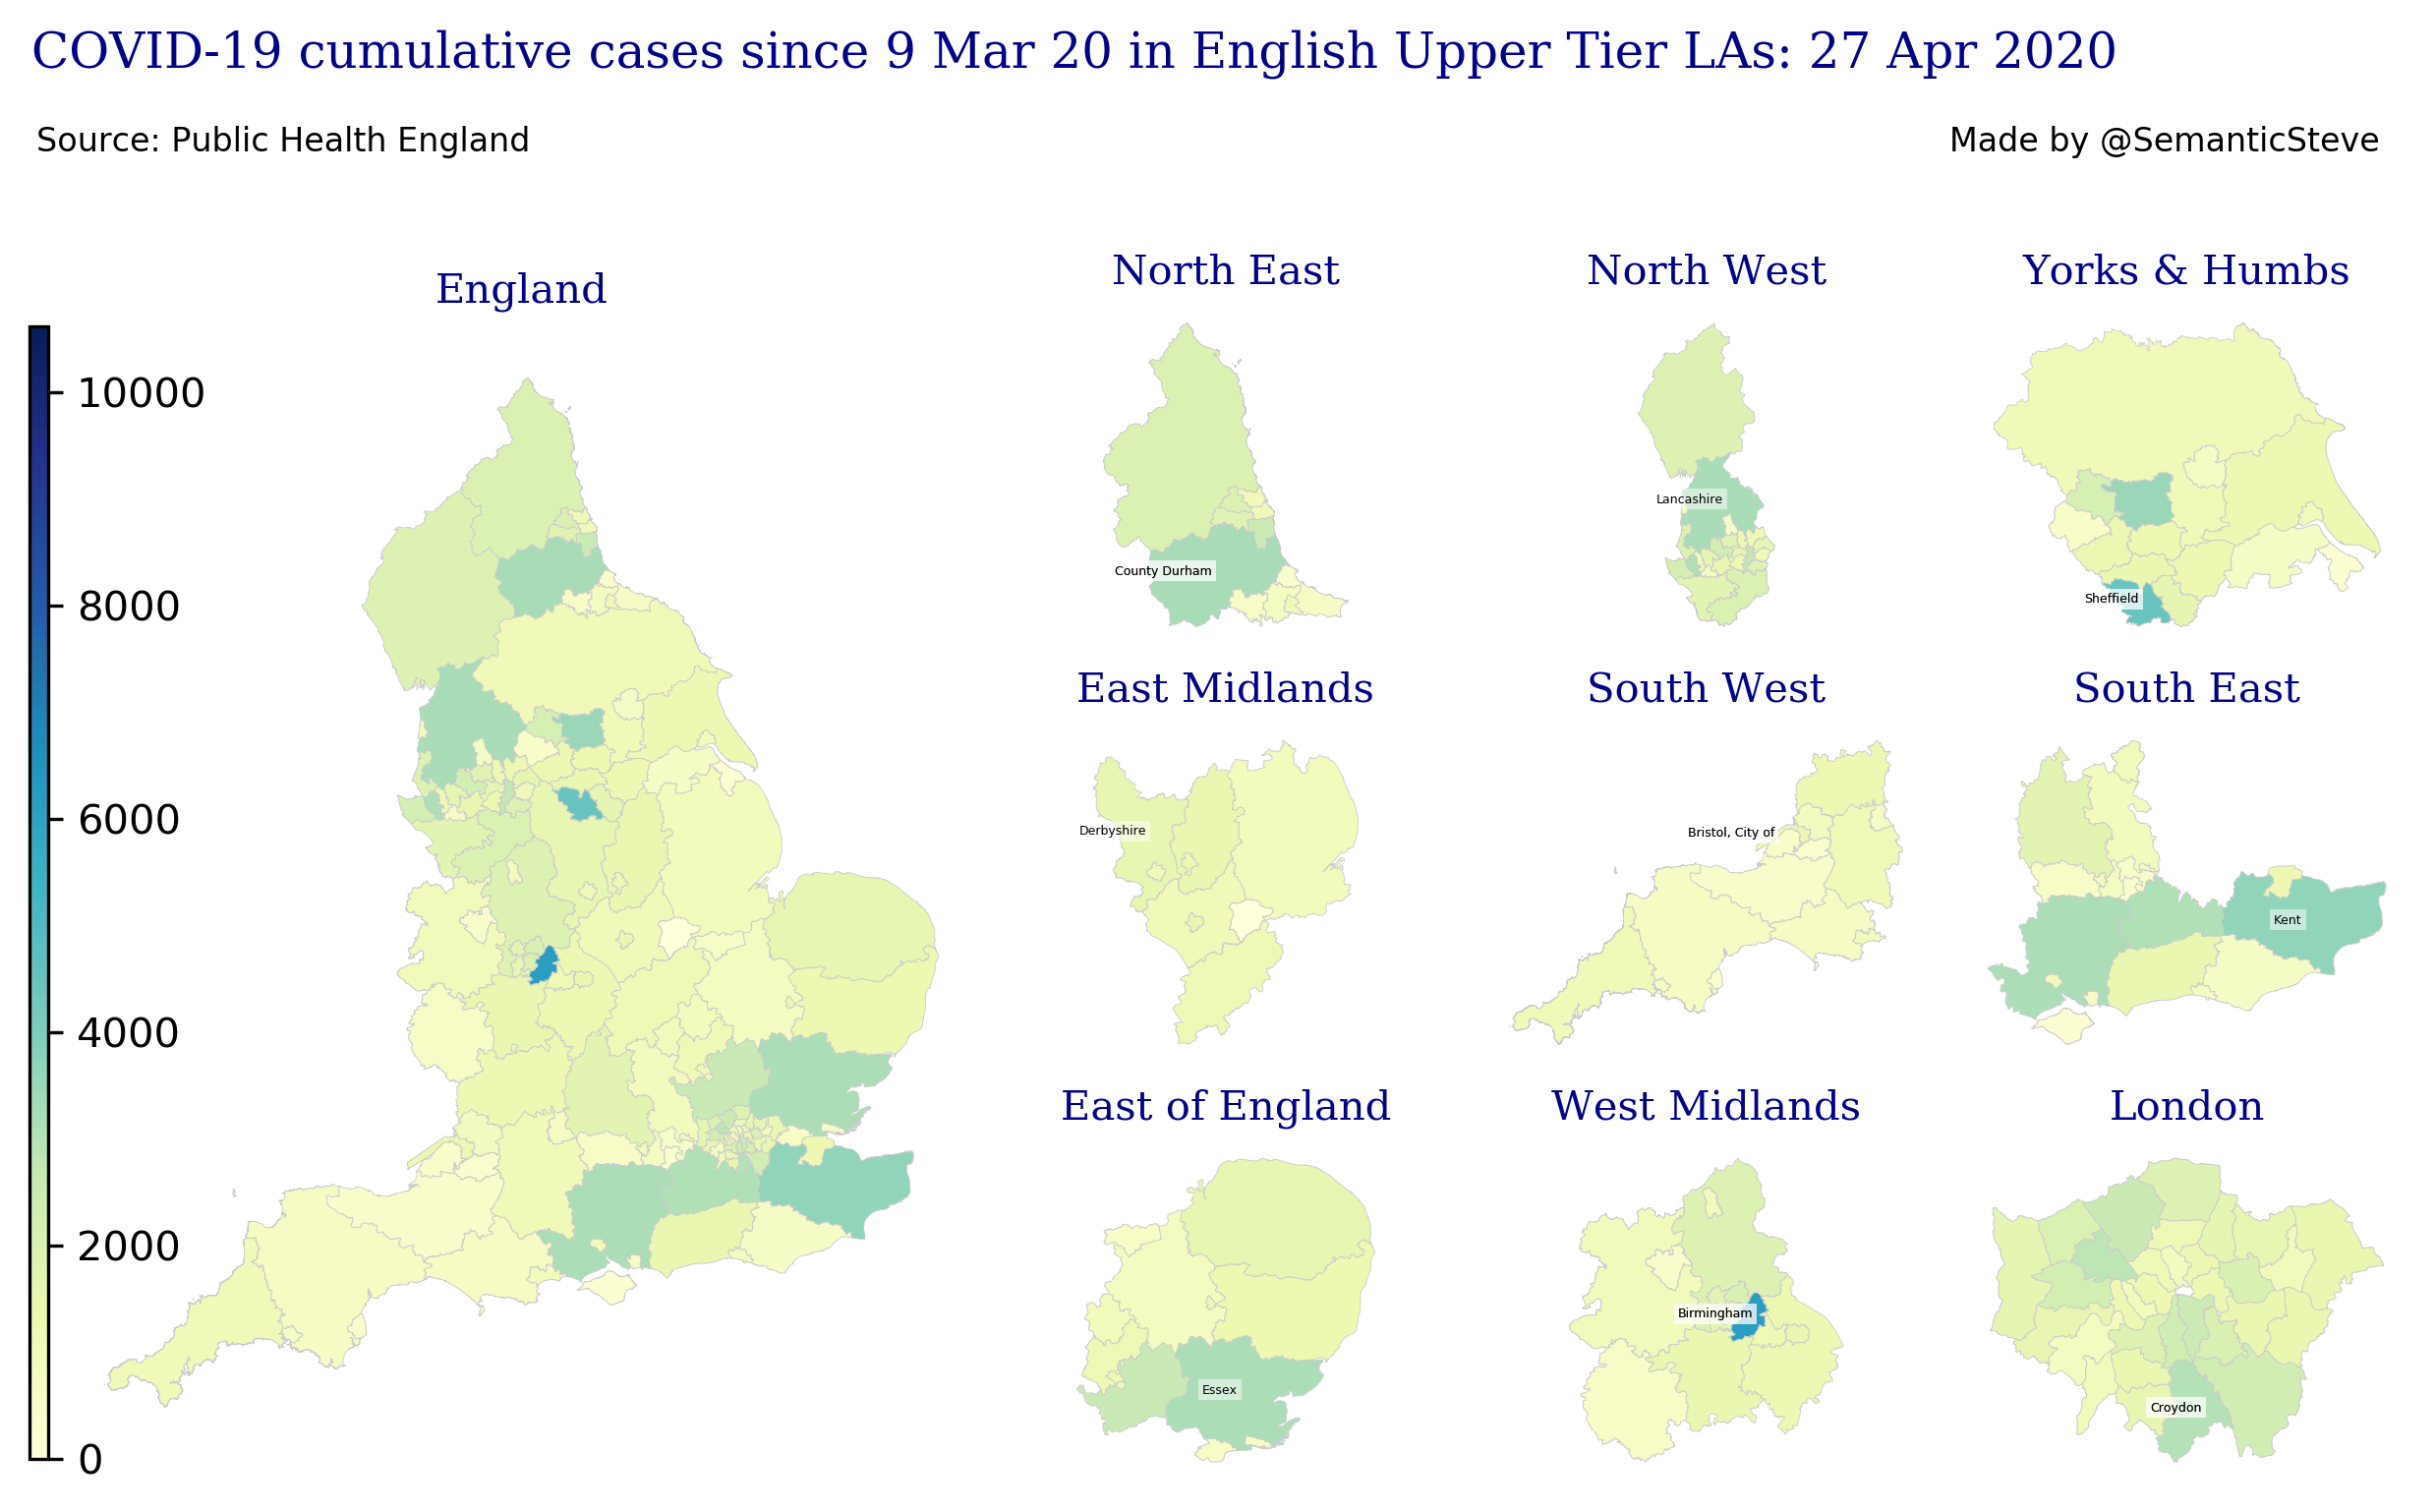 COVID-19 cumulative cases since 9 Mar 20 in English Upper Tier LAs: 27 Apr 2020
Source: Public Health England
Made by @SemanticSteve
England
10000
8000
6000
4000
2000
0
North East
County Durham
North West
Lancashire
Yorks & Humbs
Sheffield
East Midlands
Derbyshire
South West
Bristol, City of
South East
Kent
East of England
Essex
West Midlands
Birmingham
London
Croydon